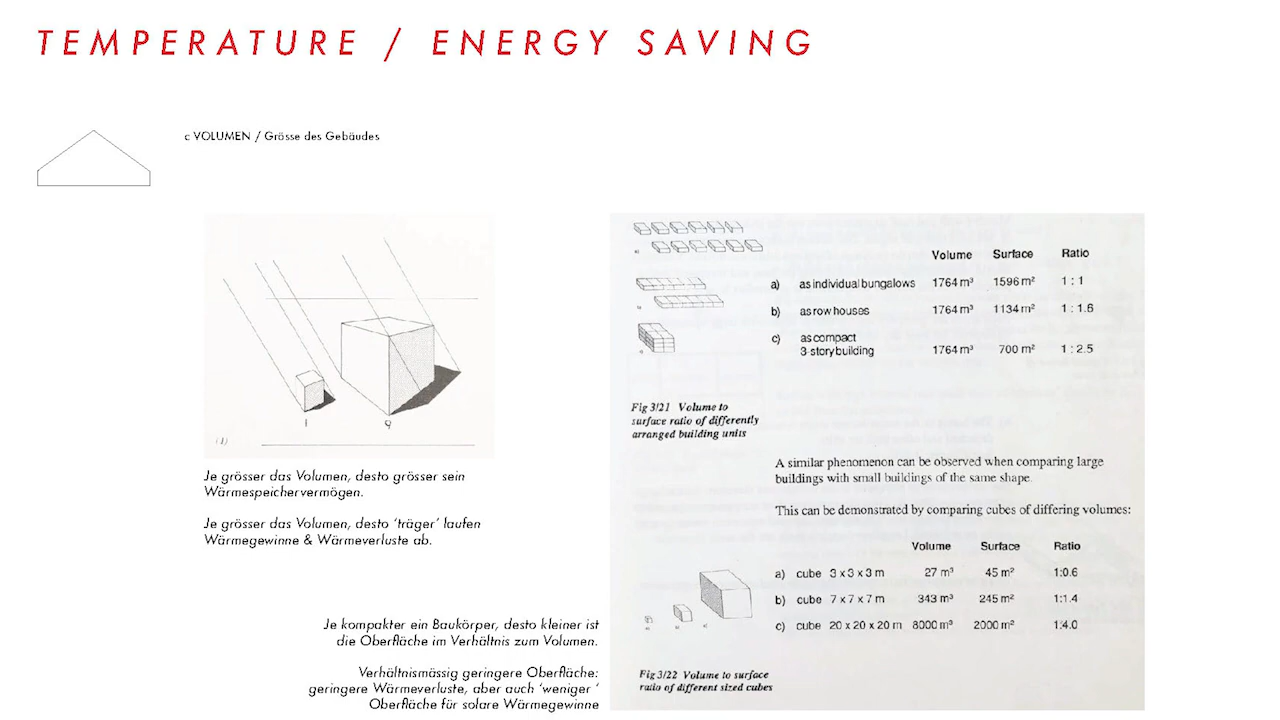 TEMPERATURE / ENERGY SAVING
c VOLUMEN / Grösse des Gebäudes
1
9
(1)
Je grösser das Volumen, desto grösser sein
Wärmespeichervermögen.
Je grösser das Volumen, desto ‘träger’ laufen
Wärmegewinne & Wärmeverluste ab.
Je kompakter ein Baukörper, desto kleiner ist
die Oberfläche im Verhältnis zum Volumen.
Verhältnismässig geringere Oberfläche:
geringere Wärmeverluste, aber auch ‘weniger ‘
Oberfläche für solare Wärmegewinne
Volume Surface Ratio
a) as individual bungalows 1764 m³ 1596 m² 1 : 1
b) as row houses 1764 m³ 1134 m² 1 : 1.6
c) as compact
3-story building 1764 m³ 700 m² 1 : 2.5
Fig 3/21 Volume to
surface ratio of differently
arranged building units
A similar phenomenon can be observed when comparing large
buildings with small buildings of the same shape.
This can be demonstrated by comparing cubes of differing volumes:
Volume Surface Ratio
a) cube 3 x 3 x 3 m 27 m³ 45 m² 1:0.6
b) cube 7 x 7 x 7 m 343 m³ 245 m² 1:1.4
c) cube 20 x 20 x 20 m 8000 m³ 2000 m² 1:4.0
Fig 3/22 Volume to surface
ratio of different sized cubes